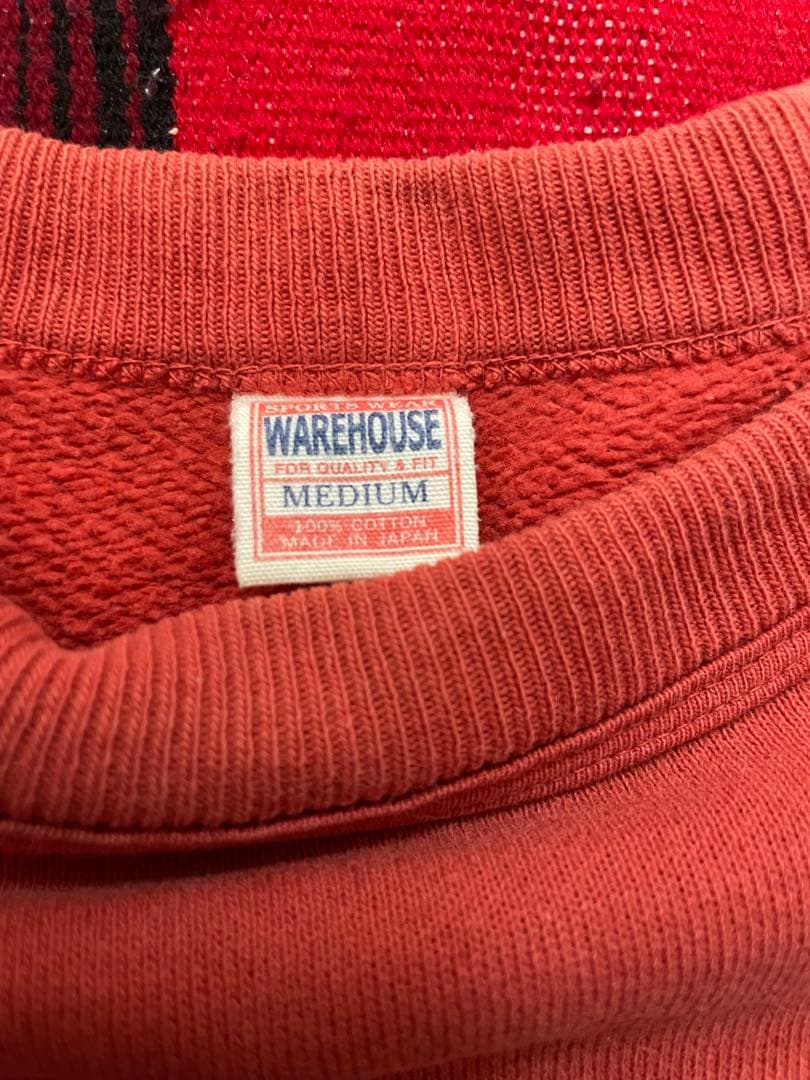 SPORTS WEAR
WAREHOUSE
FOR QUALITY & FIT
MEDIUM
100% COTTON
MADE IN JAPAN